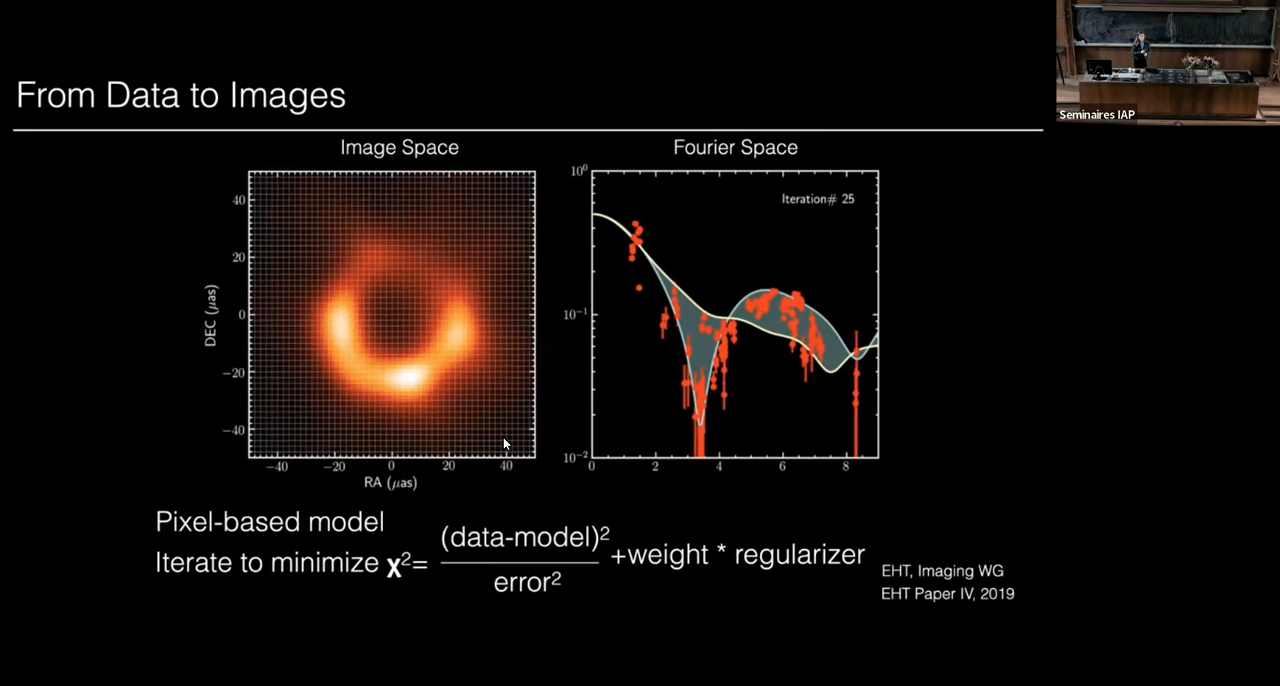 Seminaires IAP
From Data to Images
Image Space
Fourier Space
DEC (μas)
40
20
0
−20
−40
−40 −20 0 20 40
RA (μas)
Iteration# 25
10⁰
10⁻¹
10⁻²
0 2 4 6 8
Pixel-based model
Iterate to minimize χ²= (data-model)² / error² +weight * regularizer
EHT, Imaging WG
EHT Paper IV, 2019